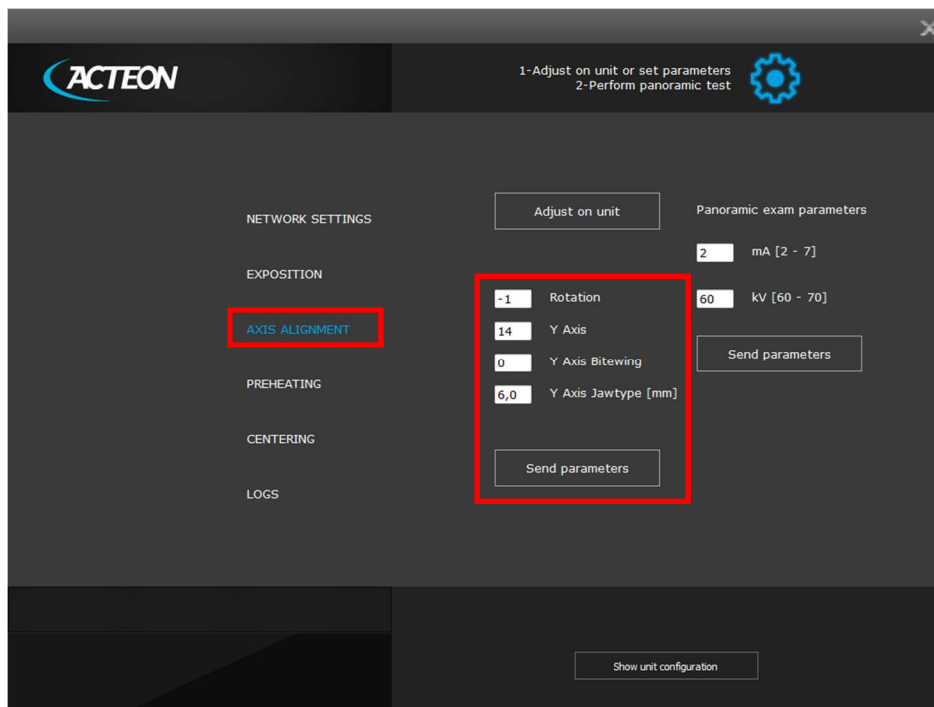 X
ACTEON
1-Adjust on unit or set parameters
2-Perform panoramic test
NETWORK SETTINGS
EXPOSITION
AXIS ALIGNMENT
PREHEATING
CENTERING
LOGS
Adjust on unit
-1 Rotation
14 Y Axis
0 Y Axis Bitewing
6,0 Y Axis Jawtype [mm]
Send parameters
Panoramic exam parameters
2 mA [2 - 7]
60 kV [60 - 70]
Send parameters
Show unit configuration